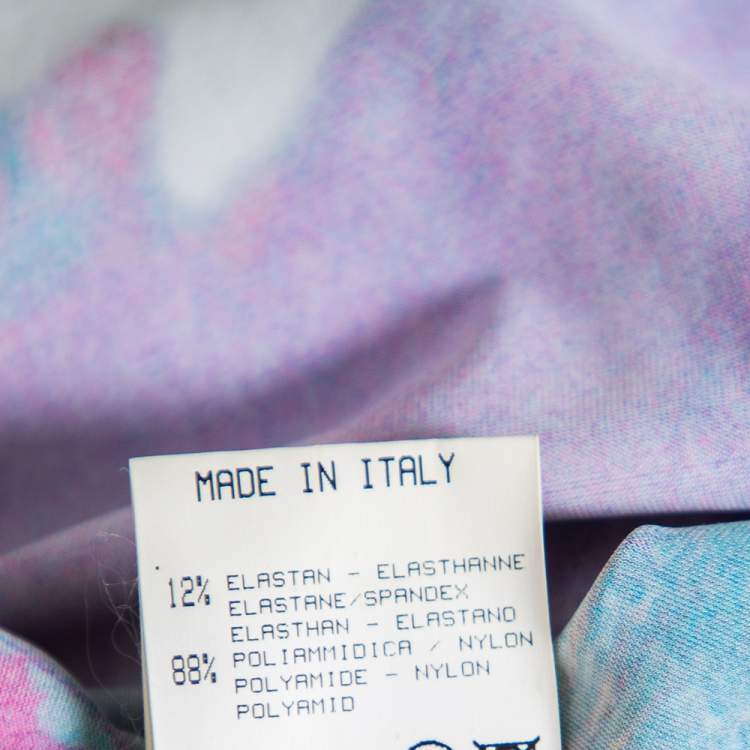 MADE IN ITALY
12% ELASTAN - ELASTHANNE
ELASTANE/SPANDEX
ELASTHAN - ELASTANO
88% POLIAMMIDICA / NYLON
POLYAMIDE - NYLON
POLYAMID